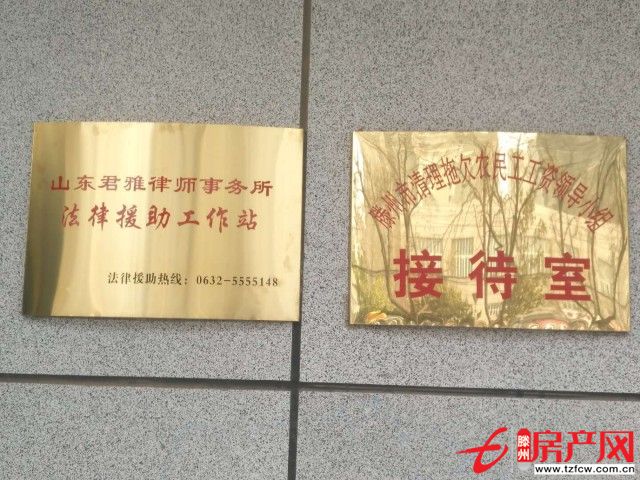 山东君雅律师事务所
法律援助工作站
法律援助热线：0632-5555148
滕州市清理拖欠农民工工资领导小组
接待室
滕州房产网
www.tzfcw.com.cn